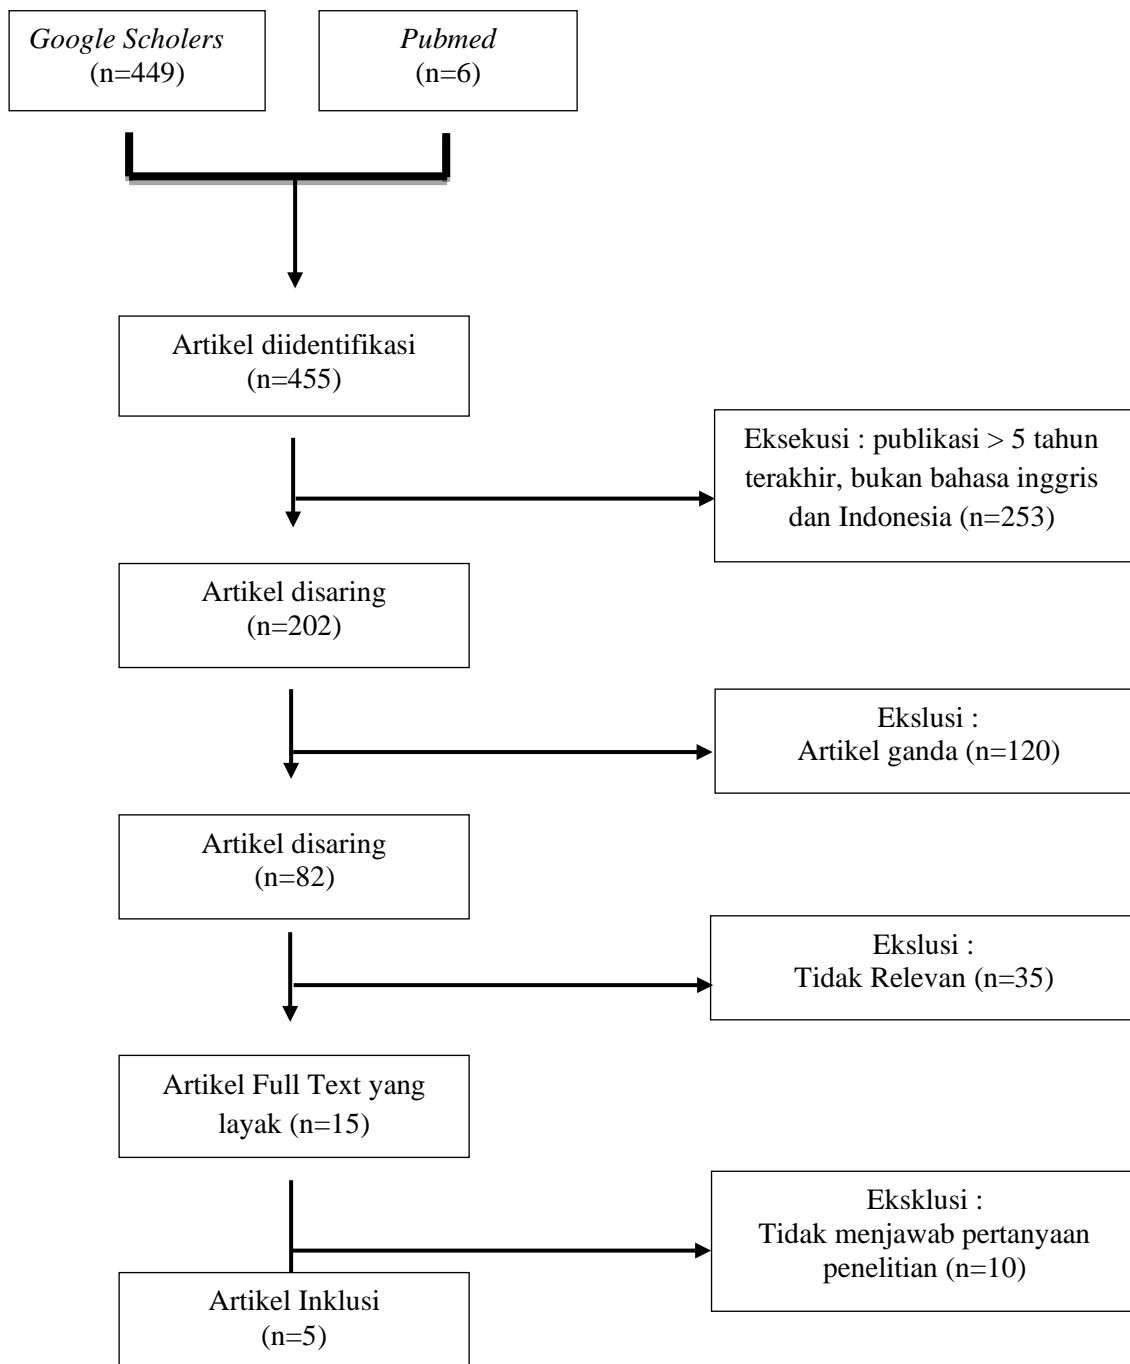 Google Scholers
(n=449)
Pubmed
(n=6)
Artikel diidentifikasi
(n=455)
Eksekusi : publikasi > 5 tahun
terakhir, bukan bahasa inggris
dan Indonesia (n=253)
Artikel disaring
(n=202)
Ekslusi :
Artikel ganda (n=120)
Artikel disaring
(n=82)
Ekslusi :
Tidak Relevan (n=35)
Artikel Full Text yang
layak (n=15)
Eksklusi :
Tidak menjawab pertanyaan
penelitian (n=10)
Artikel Inklusi
(n=5)